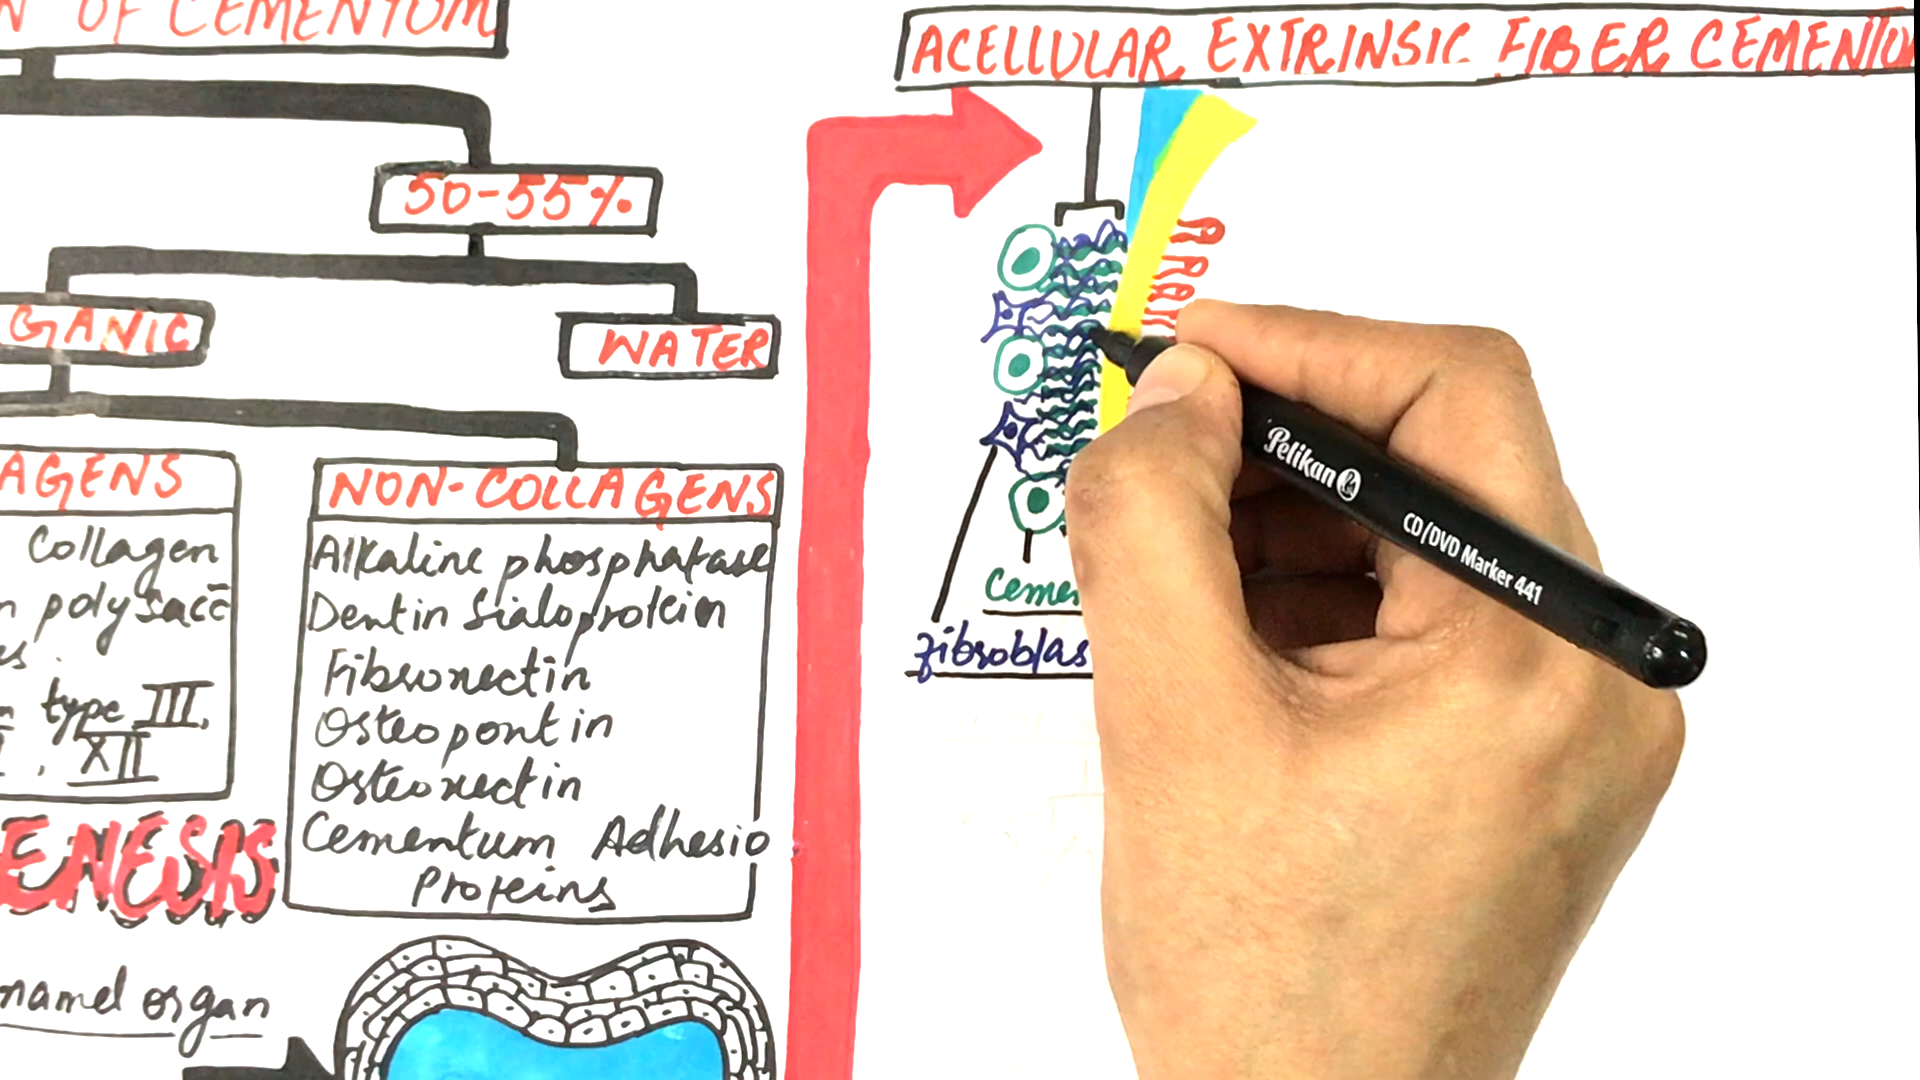 OF CEMENTUM
ACELLULAR EXTRINSIC FIBER CEMENTU
50-55%
GANIC
WATER
AGENS
Collagen
polysacc
type III,
XII
NON-COLLAGENS
Alkaline phosphatase
Dentin Sialoprotein
Fibronectin
Osteopontin
Osteonectin
Cementum Adhesio
Proteins
ENESIS
namel organ
Cemen
fibroblas
Pelikan
CD/DVD Marker 441